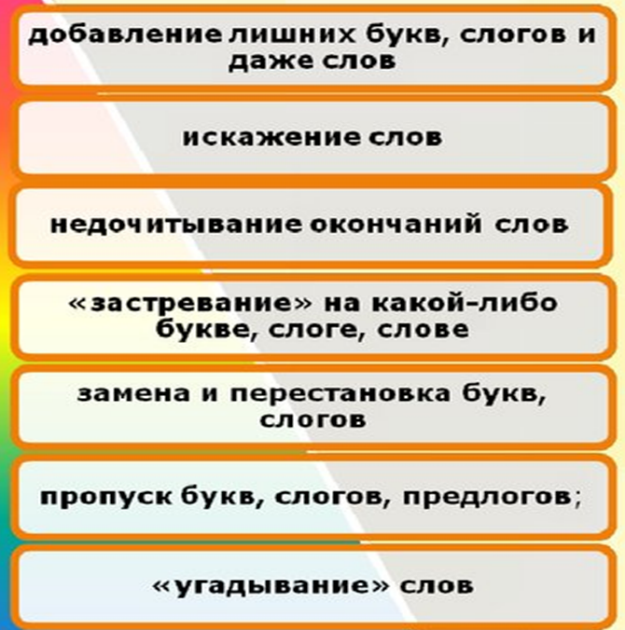 добавление лишних букв, слогов и
даже слов
искажение слов
недочитывание окончаний слов
«застревание» на какой-либо
букве, слоге, слове
замена и перестановка букв,
слогов
пропуск букв, слогов, предлогов;
«угадывание» слов